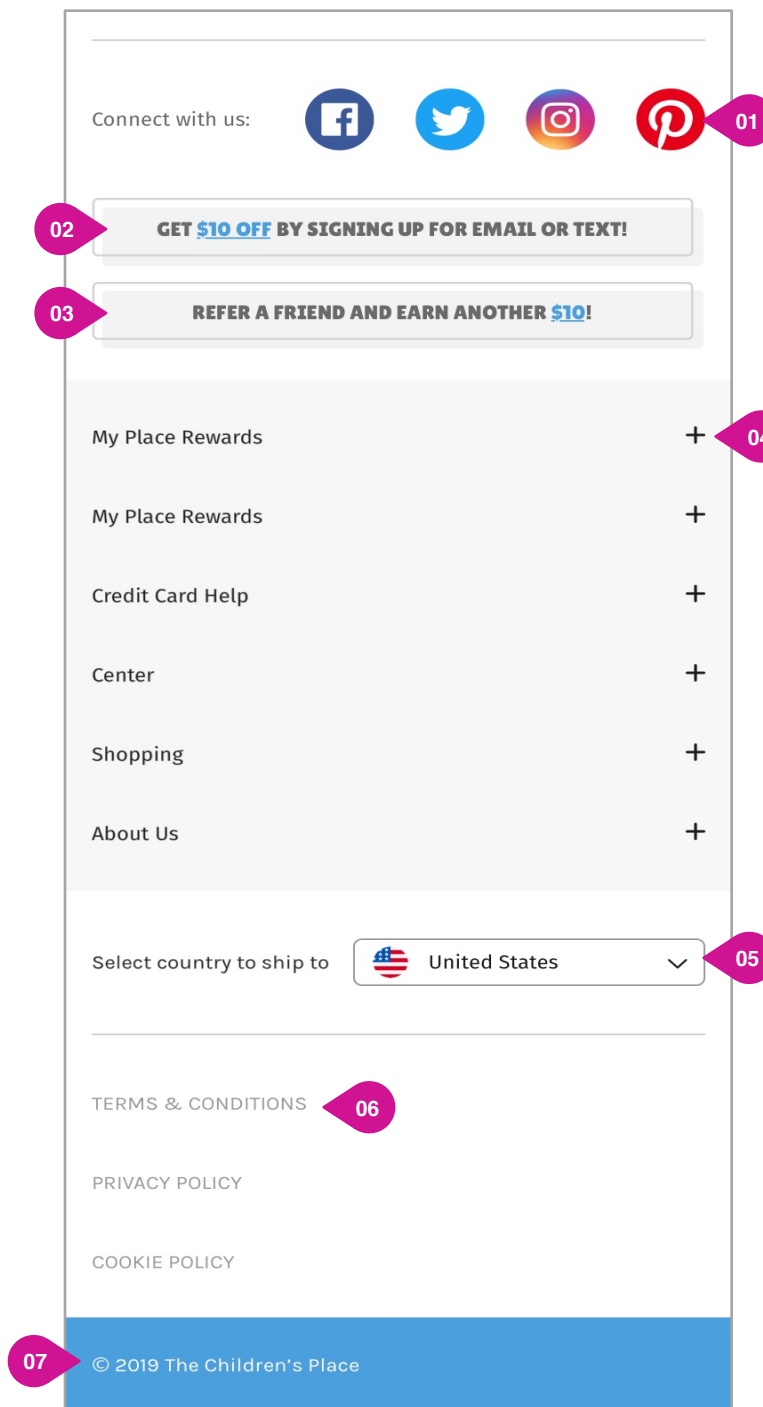 Connect with us:
01
02
GET $10 OFF BY SIGNING UP FOR EMAIL OR TEXT!
03
REFER A FRIEND AND EARN ANOTHER $10!
My Place Rewards
04
My Place Rewards
Credit Card Help
Center
Shopping
About Us
Select country to ship to
United States
05
TERMS & CONDITIONS
06
PRIVACY POLICY
COOKIE POLICY
07
© 2019 The Children’s Place